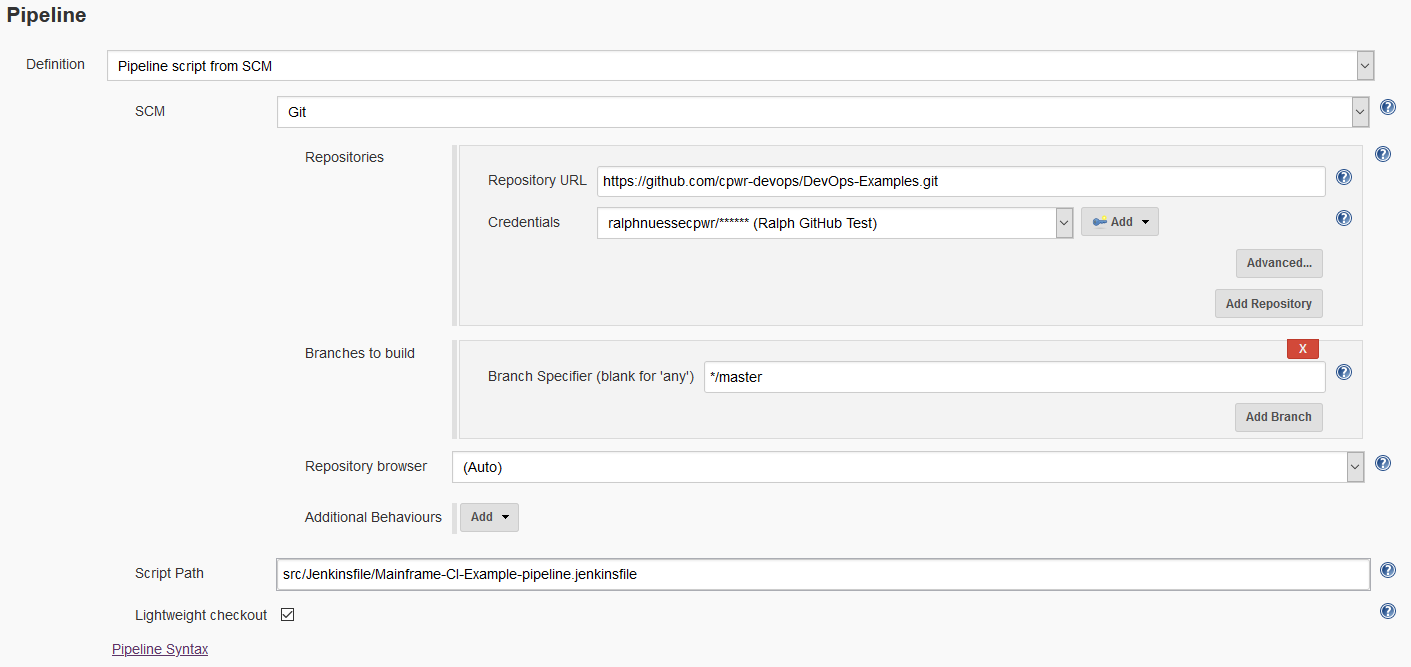 Pipeline
Definition
Pipeline script from SCM
SCM
Git
Repositories
Repository URL
https://github.com/cpwr-devops/DevOps-Examples.git
Credentials
ralphnuessecpwr/****** (Ralph GitHub Test)
Add
Advanced...
Add Repository
Branches to build
X
Branch Specifier (blank for 'any')
*/master
Add Branch
Repository browser
(Auto)
Additional Behaviours
Add
Script Path
src/Jenkinsfile/Mainframe-CI-Example-pipeline.jenkinsfile
Lightweight checkout
Pipeline Syntax